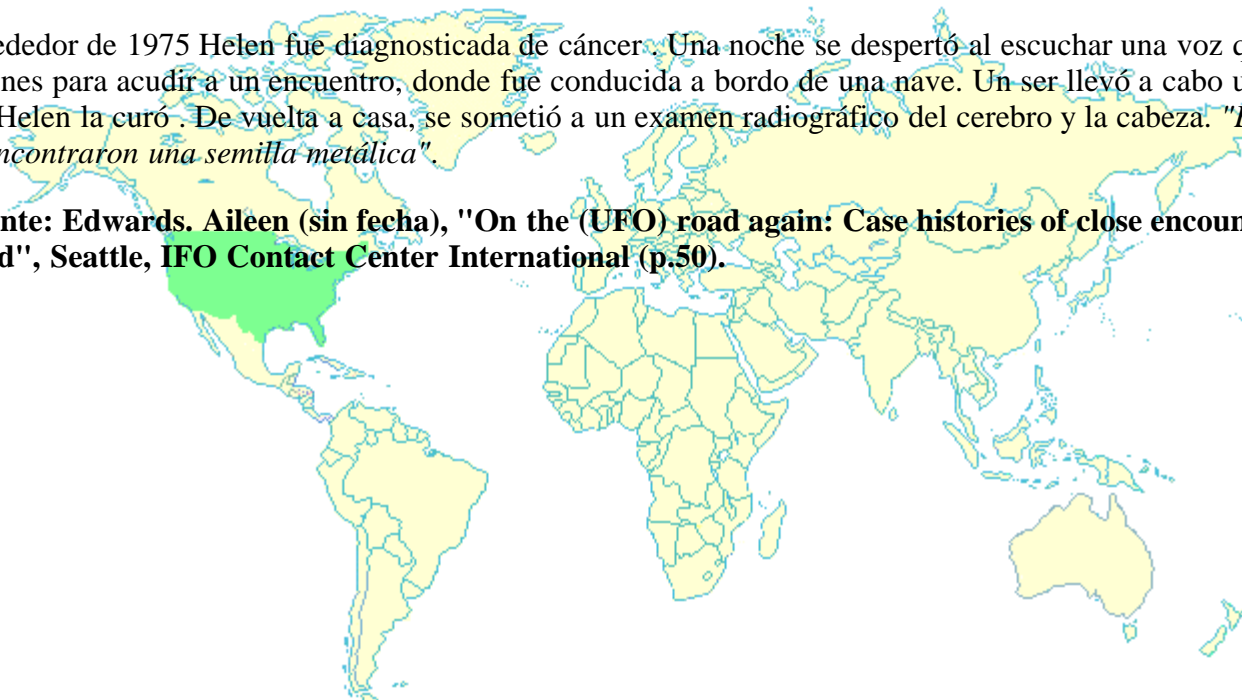 ededor de 1975 Helen fue diagnosticada de cáncer . Una noche se despertó al escuchar una voz q
nes para acudir a un encuentro, donde fue conducida a bordo de una nave. Un ser llevó a cabo u
Helen la curó . De vuelta a casa, se sometió a un examen radiográfico del cerebro y la cabeza. "
ncontraron una semilla metálica".
nte: Edwards. Aileen (sin fecha), "On the (UFO) road again: Case histories of close encoun
d", Seattle, IFO Contact Center International (p.50).